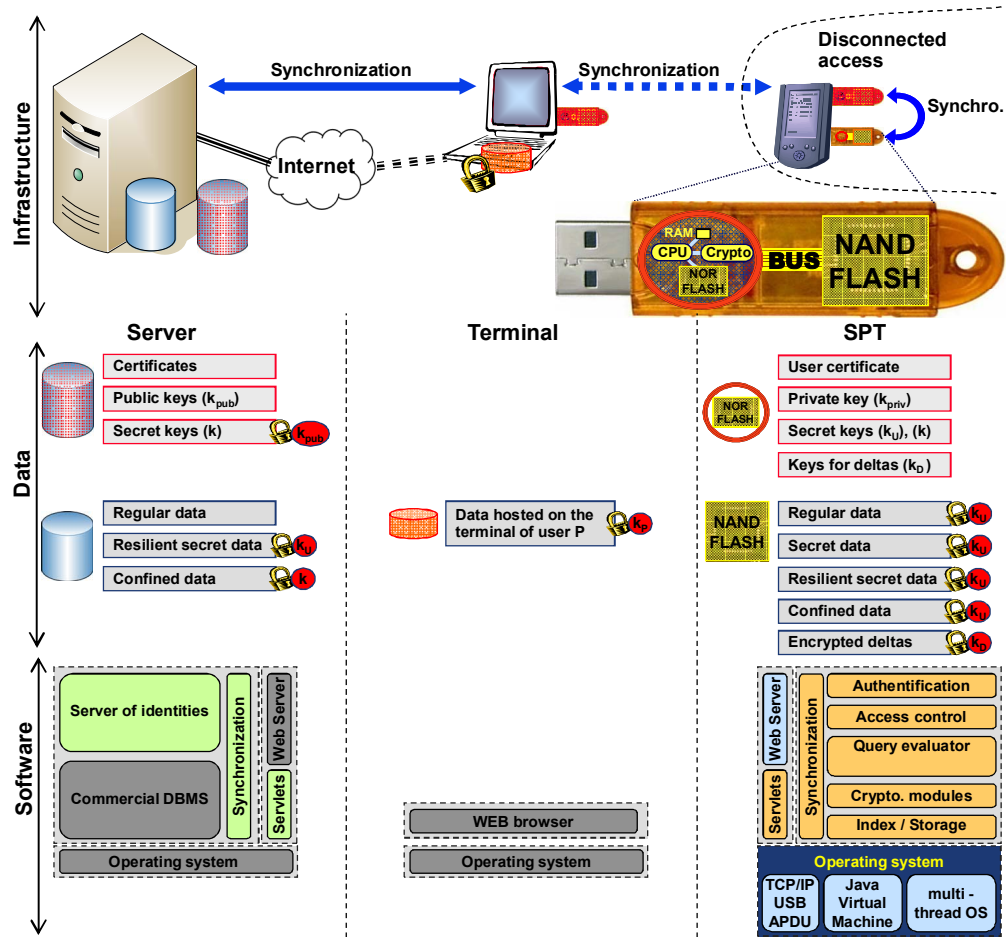 Infrastructure
Synchronization
Synchronization
Disconnected
access
Synchro.
Internet
RAM
CPU
Crypto
NOR
FLASH
BUS
NAND
FLASH
Server
Terminal
SPT
Data
Certificates
Public keys (kpub)
Secret keys (k)
kpub
Regular data
Resilient secret data
kU
Confined data
k
Data hosted on the
terminal of user P
kP
NOR
FLASH
User certificate
Private key (kpriv)
Secret keys (kU), (k)
Keys for deltas (kD)
NAND
FLASH
Regular data
kU
Secret data
kU
Resilient secret data
kU
Confined data
kU
Encrypted deltas
kD
Software
Server of identities
Commercial DBMS
Synchronization
Web Server
Servlets
Operating system
WEB browser
Operating system
Web Server
Servlets
Synchronization
Authentification
Access control
Query evaluator
Crypto. modules
Index / Storage
Operating system
TCP/IP
USB
APDU
Java
Virtual
Machine
multi -
thread OS